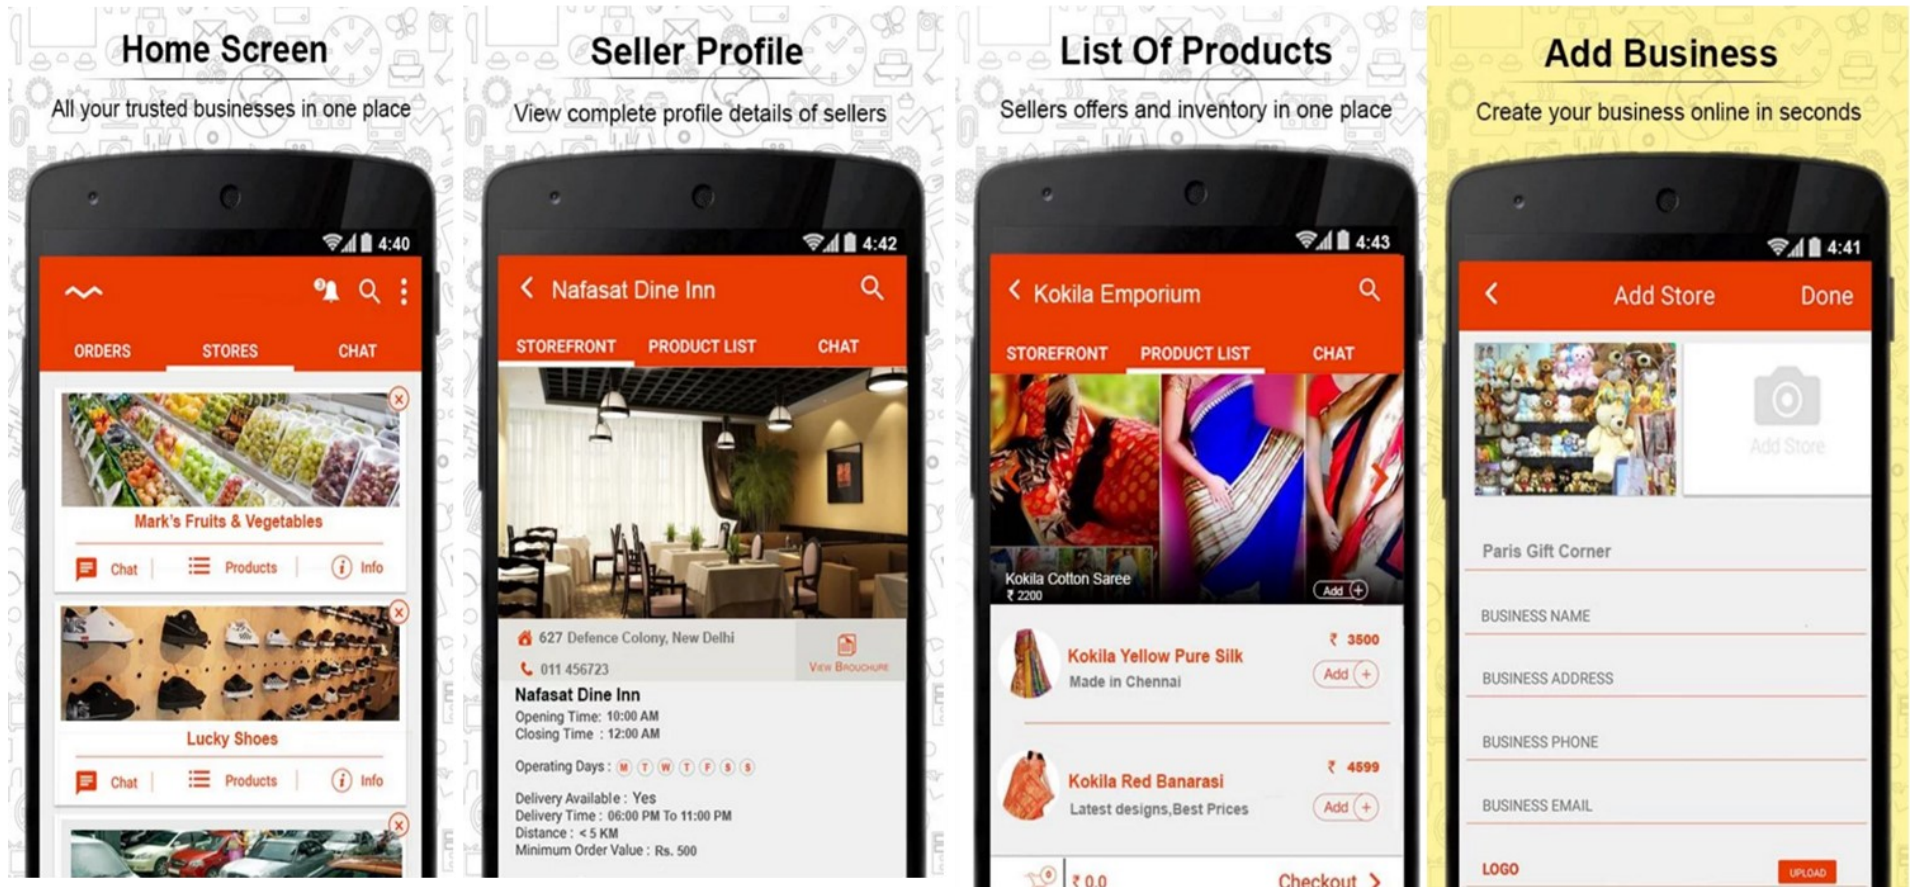 Home Screen
All your trusted businesses in one place
4:40
ORDERS STORES CHAT
Mark's Fruits & Vegetables
Chat Products Info
Lucky Shoes
Chat Products Info
Seller Profile
View complete profile details of sellers
4:42
Nafasat Dine Inn
STOREFRONT PRODUCT LIST CHAT
627 Defence Colony, New Delhi
011 456723
VIEW BROUCHURE
Nafasat Dine Inn
Opening Time: 10:00 AM
Closing Time : 12:00 AM
Operating Days : M T W T F S S
Delivery Available : Yes
Delivery Time : 06:00 PM To 11:00 PM
Distance : < 5 KM
Minimum Order Value : Rs. 500
List Of Products
Sellers offers and inventory in one place
4:43
Kokila Emporium
STOREFRONT PRODUCT LIST CHAT
Kokila Cotton Saree
₹ 2200
Add +
Kokila Yellow Pure Silk ₹ 3500
Made in Chennai Add +
Kokila Red Banarasi ₹ 4599
Latest designs,Best Prices Add +
₹ 0.0 Checkout
Add Business
Create your business online in seconds
4:41
Add Store Done
Add Store
Paris Gift Corner
BUSINESS NAME
BUSINESS ADDRESS
BUSINESS PHONE
BUSINESS EMAIL
LOGO UPLOAD